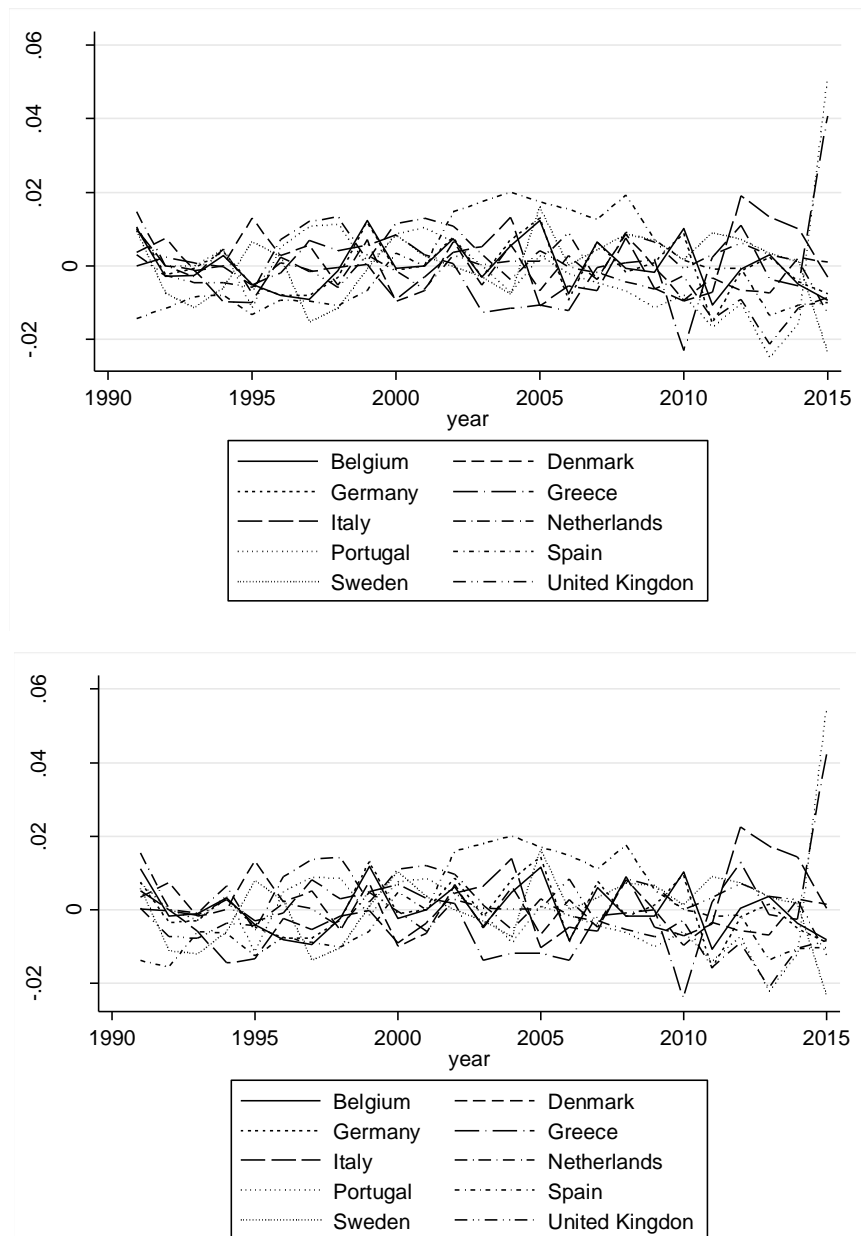 .06
.04
.02
0
-.02
1990 1995 2000 2005 2010 2015
year
Belgium Denmark
Germany Greece
Italy Netherlands
Portugal Spain
Sweden United Kingdon
.06
.04
.02
0
-.02
1990 1995 2000 2005 2010 2015
year
Belgium Denmark
Germany Greece
Italy Netherlands
Portugal Spain
Sweden United Kingdon